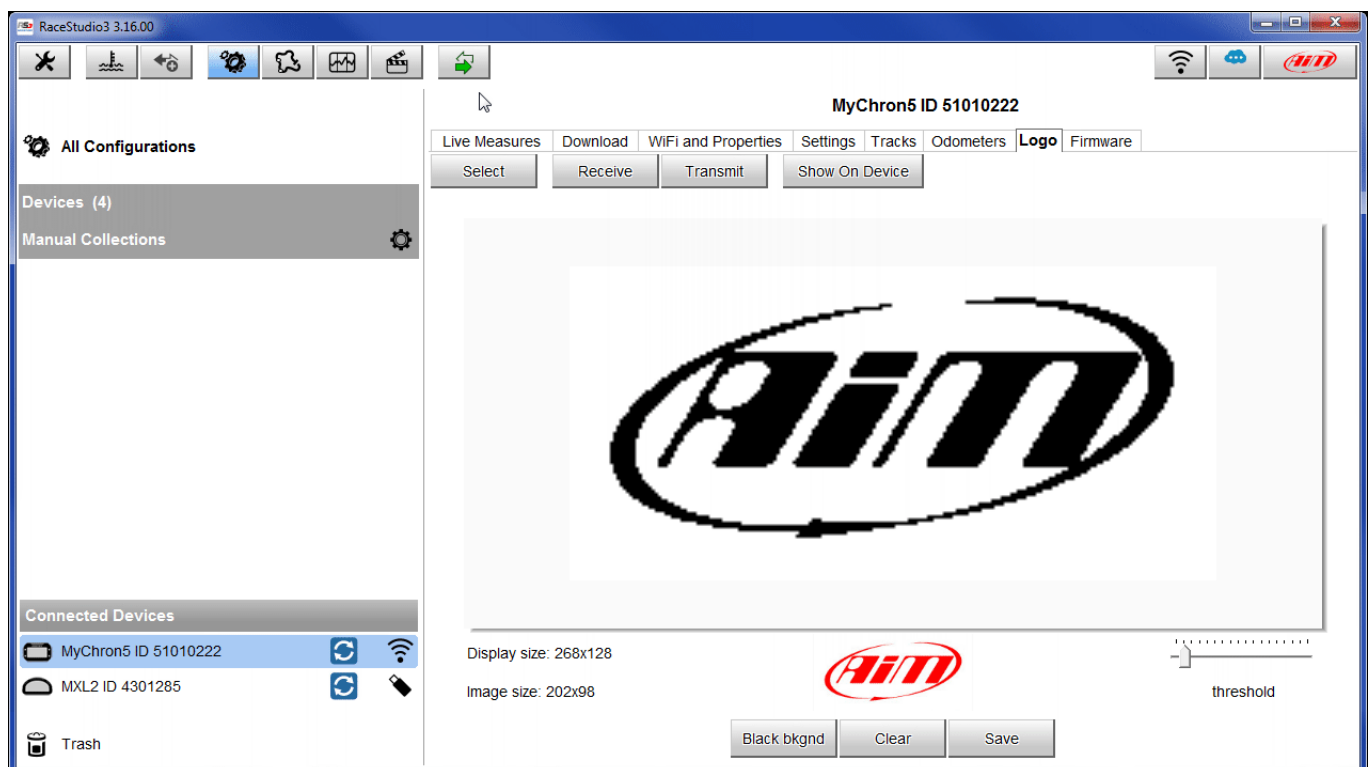 RaceStudio3 3.16.00
AiM
MyChron5 ID 51010222
All Configurations
Live Measures Download WiFi and Properties Settings Tracks Odometers Logo Firmware
Select Receive Transmit Show On Device
Devices (4)
Manual Collections
AiM
Connected Devices
MyChron5 ID 51010222
MXL2 ID 4301285
Trash
Display size: 268x128
Image size: 202x98
AiM
threshold
Black bkgnd Clear Save